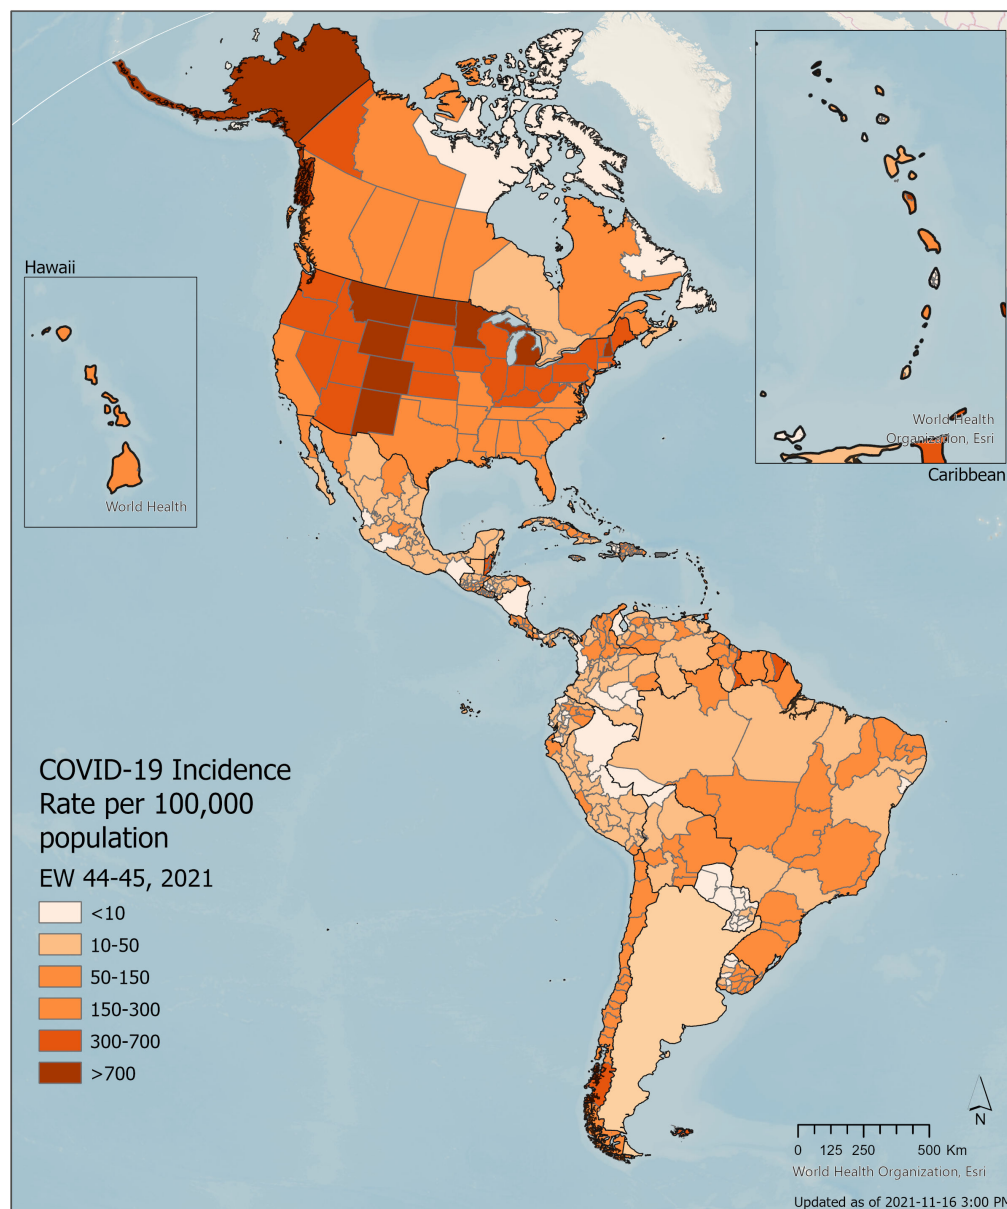 Hawaii
World Health
World Health
Organization, Esri
Caribbean
COVID-19 Incidence
Rate per 100,000
population
EW 44-45, 2021
<10
10-50
50-150
150-300
300-700
>700
N
0 125 250 500 Km
World Health Organization, Esri
Updated as of 2021-11-16 3:00 PM